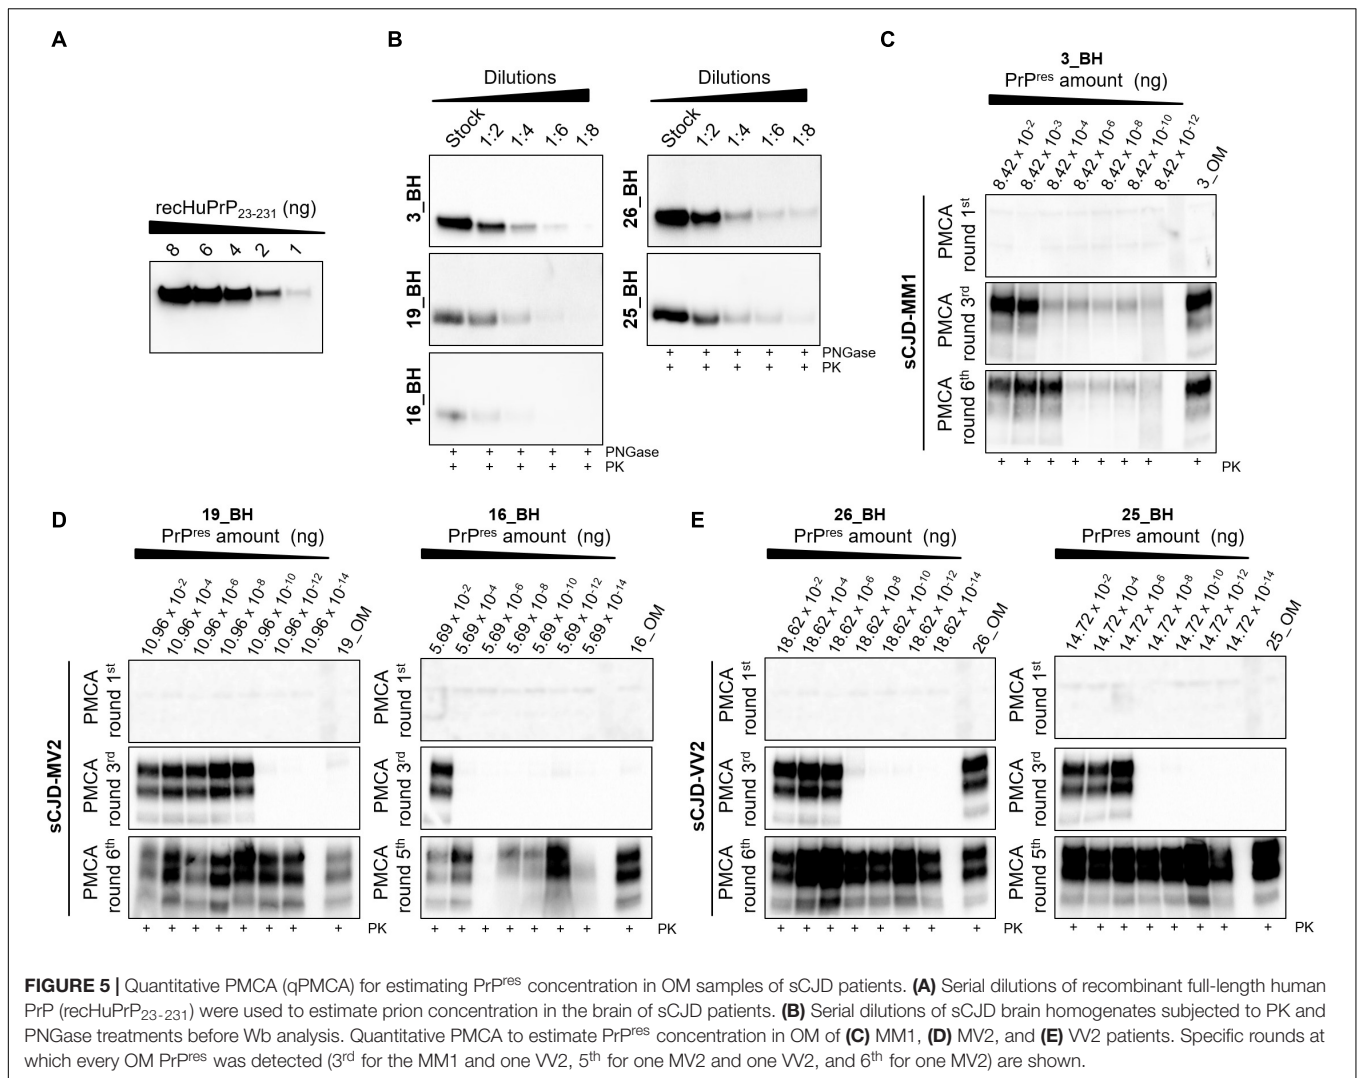 A
recHuPrP23-231 (ng)
8 6 4 2 1
B
Dilutions
Stock 1:2 1:4 1:6 1:8
3_BH
19_BH
16_BH
+ + + + + PNGase
+ + + + + PK
Dilutions
Stock 1:2 1:4 1:6 1:8
26_BH
25_BH
+ + + + + PNGase
+ + + + + PK
C
3_BH
PrPres amount (ng)
8.42 x 10-2 8.42 x 10-3 8.42 x 10-4 8.42 x 10-6 8.42 x 10-8 8.42 x 10-10 8.42 x 10-12 3_OM
sCJD-MM1
PMCA
round 1st
PMCA
round 3rd
PMCA
round 6th
+ + + + + + + + PK
D
19_BH
PrPres amount (ng)
10.96 x 10-2 10.96 x 10-4 10.96 x 10-6 10.96 x 10-8 10.96 x 10-10 10.96 x 10-12 10.96 x 10-14 19_OM
sCJD-MV2
PMCA
round 1st
PMCA
round 3rd
PMCA
round 6th
+ + + + + + + + PK
16_BH
PrPres amount (ng)
5.69 x 10-2 5.69 x 10-4 5.69 x 10-6 5.69 x 10-8 5.69 x 10-10 5.69 x 10-12 5.69 x 10-14 16_OM
PMCA
round 1st
PMCA
round 3rd
PMCA
round 5th
+ + + + + + + + PK
E
26_BH
PrPres amount (ng)
18.62 x 10-2 18.62 x 10-4 18.62 x 10-6 18.62 x 10-8 18.62 x 10-10 18.62 x 10-12 18.62 x 10-14 26_OM
sCJD-VV2
PMCA
round 1st
PMCA
round 3rd
PMCA
round 6th
+ + + + + + + + PK
25_BH
PrPres amount (ng)
14.72 x 10-2 14.72 x 10-4 14.72 x 10-6 14.72 x 10-8 14.72 x 10-10 14.72 x 10-12 14.72 x 10-14 25_OM
PMCA
round 1st
PMCA
round 3rd
PMCA
round 5th
+ + + + + + + + PK
FIGURE 5 | Quantitative PMCA (qPMCA) for estimating PrPres concentration in OM samples of sCJD patients. (A) Serial dilutions of recombinant full-length human
PrP (recHuPrP23-231) were used to estimate prion concentration in the brain of sCJD patients. (B) Serial dilutions of sCJD brain homogenates subjected to PK and
PNGase treatments before Wb analysis. Quantitative PMCA to estimate PrPres concentration in OM of (C) MM1, (D) MV2, and (E) VV2 patients. Specific rounds at
which every OM PrPres was detected (3rd for the MM1 and one VV2, 5th for one MV2 and one VV2, and 6th for one MV2) are shown.